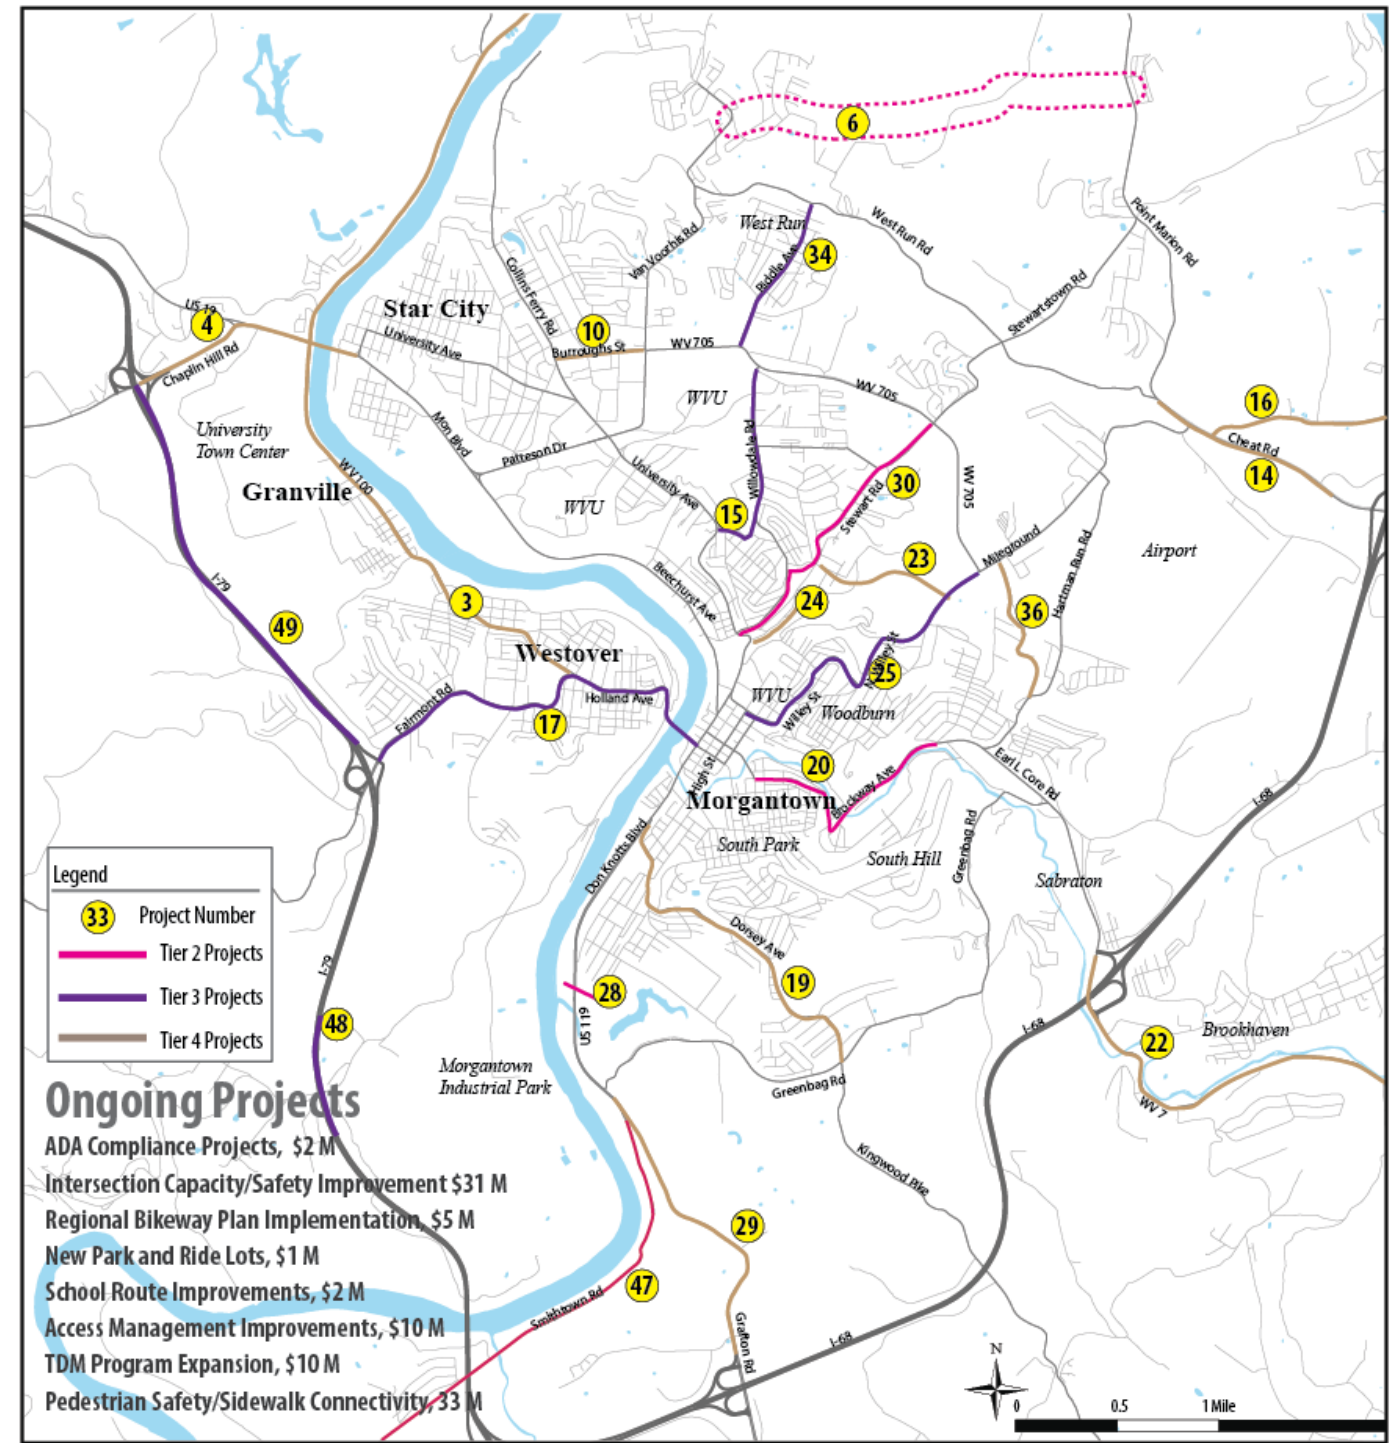 6
West Run
West Run Rd
Point Marion Rd
34
Van Voorhis Rd
Riddle Ave
Collins Ferry Rd
Stewartstown Rd
US 19
4
Star City
University Ave
10
Burroughs St
WV 705
Chaplin Hill Rd
WVU
WV 705
16
Cheat Rd
14
University
Town Center
Mon Blvd
Patteson Dr
Willowdale Rd
University Ave
Granville
WV 100
WVU
15
30
Stewart Rd
WV 705
Mileground
Hartman Run Rd
Airport
I-79
Beechurst Ave
23
24
36
3
49
Westover
N. Willey St
25
WVU
Willey St
Woodburn
Holland Ave
Fairmont Rd
17
High St
20
Earl L Core Rd
Morgantown
Brockway Ave
I-68
Don Knotts Blvd
South Park
South Hill
Greenbag Rd
Sabraton
Legend
33 Project Number
Tier 2 Projects
Tier 3 Projects
Tier 4 Projects
I-79
Dorsey Ave
19
28
US 119
48
I-68
22
Brookhaven
WV 7
Morgantown
Industrial Park
Greenbag Rd
Kingwood Pike
29
47
Smithtown Rd
Grafton Rd
I-68
Ongoing Projects
ADA Compliance Projects, $2 M
Intersection Capacity/Safety Improvement $31 M
Regional Bikeway Plan Implementation, $5 M
New Park and Ride Lots, $1 M
School Route Improvements, $2 M
Access Management Improvements, $10 M
TDM Program Expansion, $10 M
Pedestrian Safety/Sidewalk Connectivity, 33 M
N
0 0.5 1 Mile